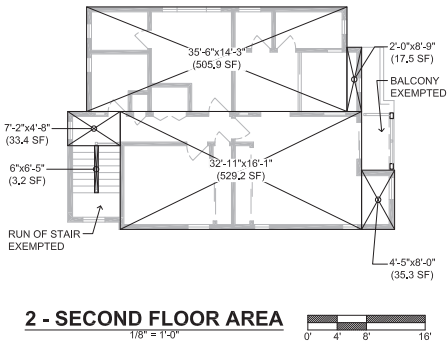 35'-6"x14'-3"
(505.9 SF)
2'-0"x8'-9"
(17.5 SF)
BALCONY
EXEMPTED
7'-2"x4'-8"
(33.4 SF)
6"x6'-5"
(3.2 SF)
32'-11"x16'-1"
(529.2 SF)
RUN OF STAIR
EXEMPTED
4'-5"x8'-0"
(35.3 SF)
2 - SECOND FLOOR AREA
1/8" = 1'-0"
0' 4' 8' 16'